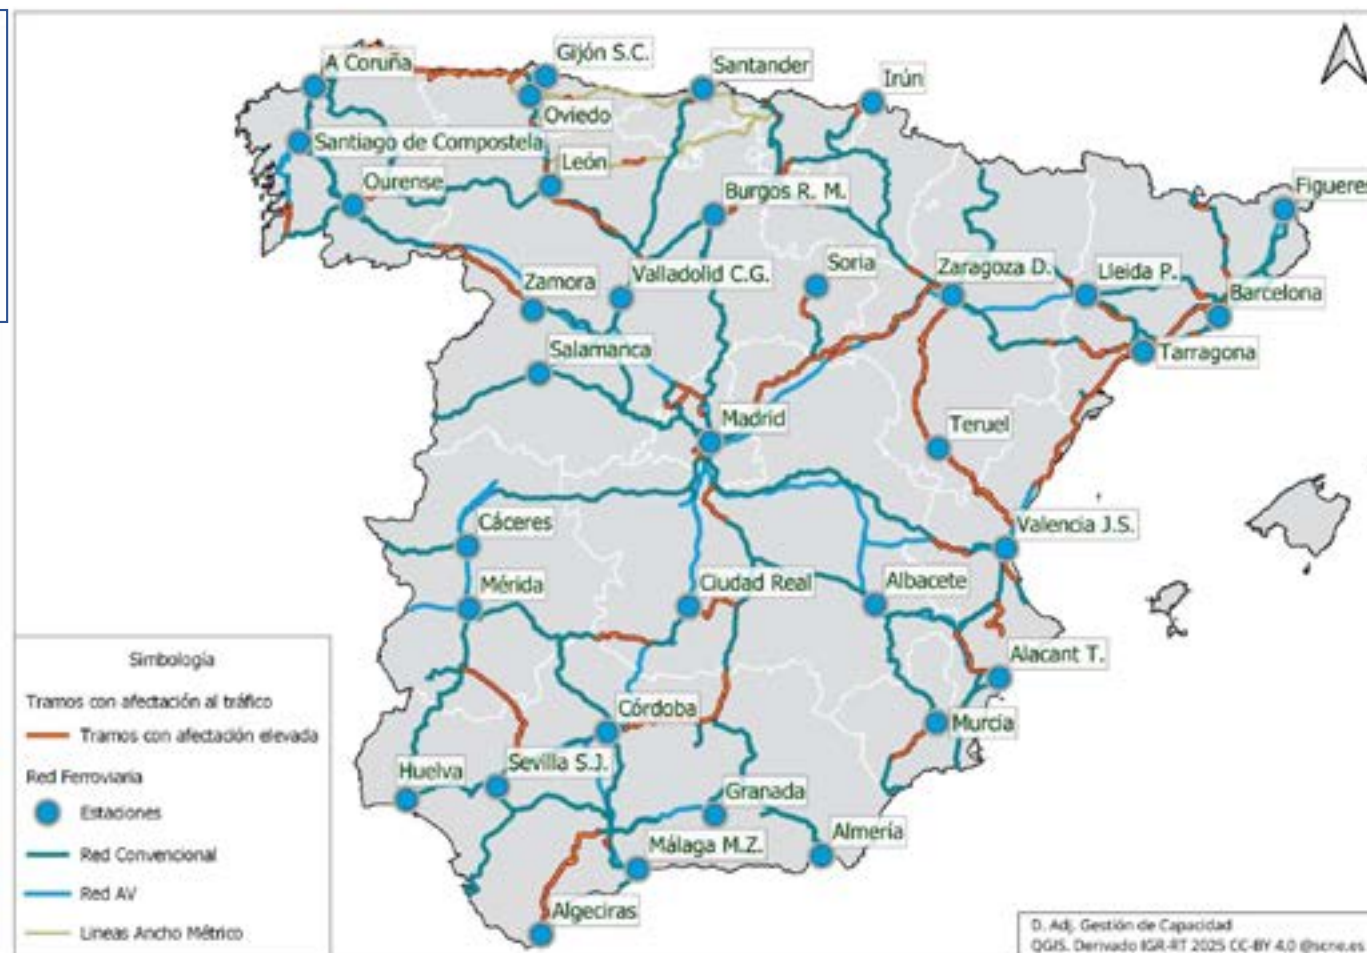 A Coruña
Gijón S.C.
Santander
Irún
Oviedo
Santiago de Compostela
León
Ourense
Burgos R. M.
Figueres
Zamora
Valladolid C.G.
Soria
Zaragoza D.
Lleida P.
Barcelona
Salamanca
Tarragona
Madrid
Teruel
Cáceres
Valencia J.S.
Mérida
Ciudad Real
Albacete
Alacant T.
Córdoba
Murcia
Huelva
Sevilla S.J.
Granada
Almería
Málaga M.Z.
Algeciras
Simbología
Tramos con afectación al tráfico
Tramos con afectación elevada
Red Ferroviaria
Estaciones
Red Convencional
Red AV
Lineas Ancho Métrico
D. Adj. Gestión de Capacidad
QGIS. Derivado IGR-RT 2025 CC-BY 4.0 @scne.es